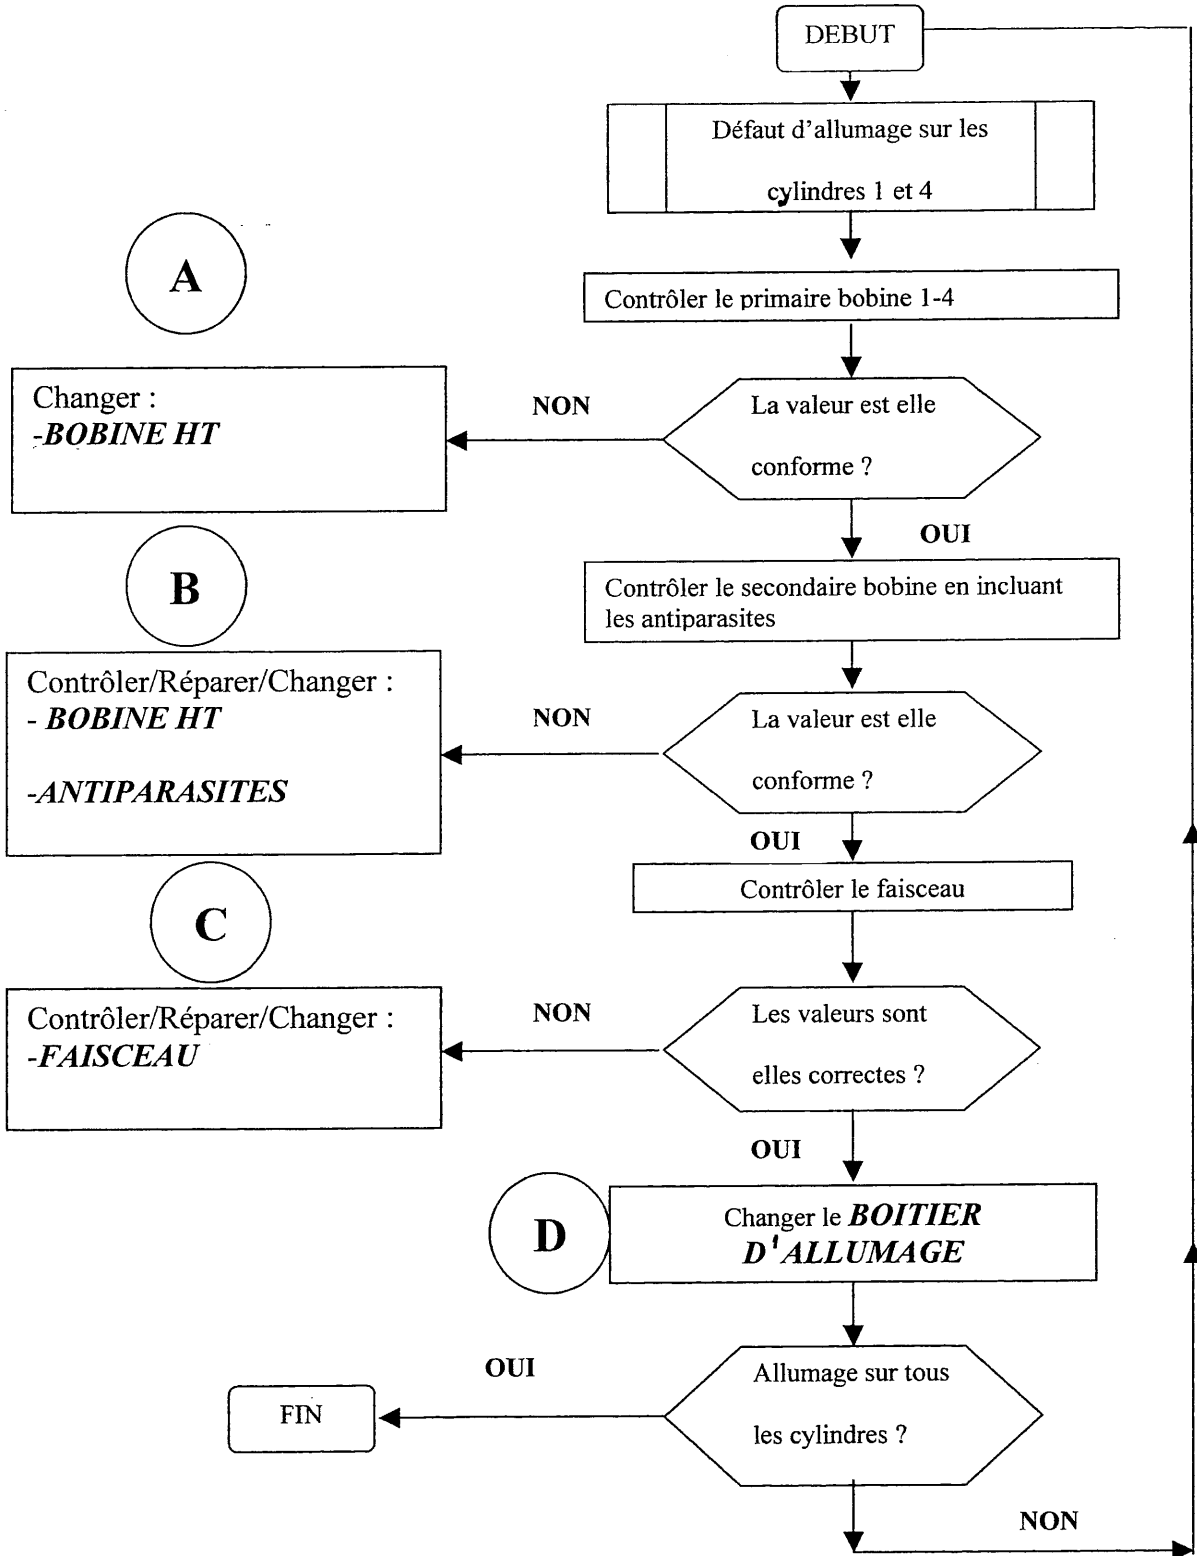 DEBUT
Défaut d'allumage sur les
cylindres 1 et 4
A
Contrôler le primaire bobine 1-4
Changer :
-BOBINE HT
NON
La valeur est elle
conforme ?
OUI
B
Contrôler le secondaire bobine en incluant
les antiparasites
Contrôler/Réparer/Changer :
- BOBINE HT
-ANTIPARASITES
NON
La valeur est elle
conforme ?
OUI
C
Contrôler le faisceau
Contrôler/Réparer/Changer :
-FAISCEAU
NON
Les valeurs sont
elles correctes ?
OUI
D
Changer le BOITIER
D'ALLUMAGE
OUI
Allumage sur tous
les cylindres ?
FIN
NON